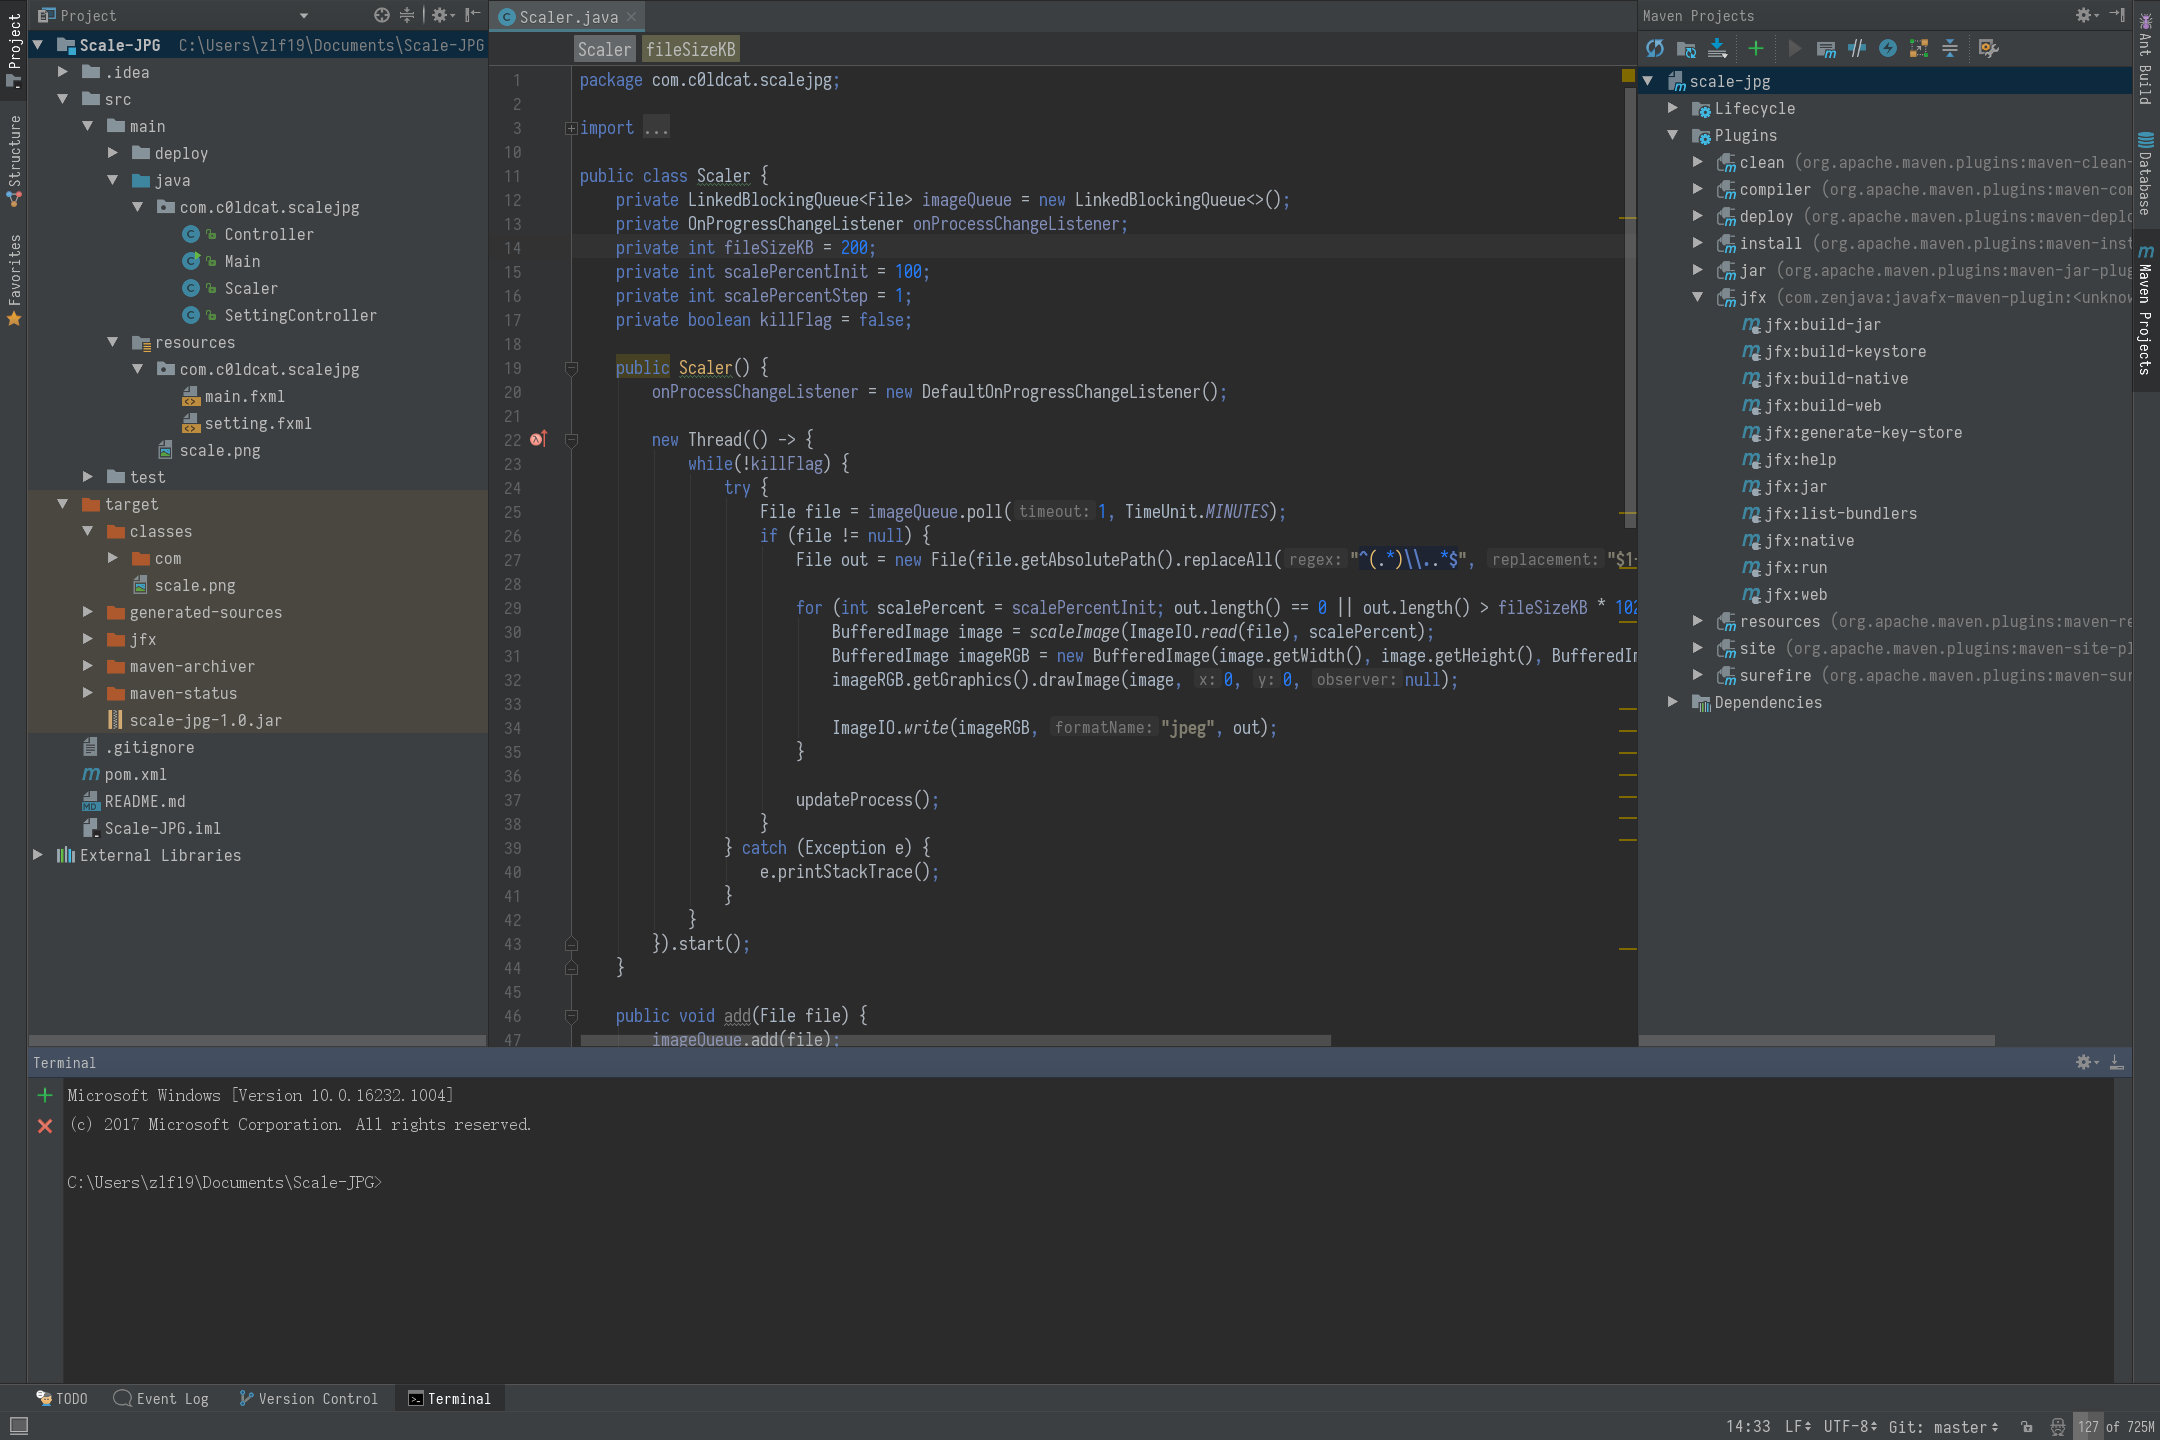 Project
Scale-JPG C:\Users\zlf19\Documents\Scale-JPG
.idea
src
main
deploy
java
com.c0ldcat.scalejpg
Controller
Main
Scaler
SettingController
resources
com.c0ldcat.scalejpg
main.fxml
setting.fxml
scale.png
test
target
classes
com
scale.png
generated-sources
jfx
maven-archiver
maven-status
scale-jpg-1.0.jar
.gitignore
pom.xml
README.md
Scale-JPG.iml
External Libraries
Project
Structure
Favorites
Scaler.java
Scaler fileSizeKB
1 package com.c0ldcat.scalejpg;
2
3 import ...
10
11 public class Scaler {
12 private LinkedBlockingQueue<File> imageQueue = new LinkedBlockingQueue<>();
13 private OnProgressChangeListener onProcessChangeListener;
14 private int fileSizeKB = 200;
15 private int scalePercentInit = 100;
16 private int scalePercentStep = 1;
17 private boolean killFlag = false;
18
19 public Scaler() {
20 onProcessChangeListener = new DefaultOnProgressChangeListener();
21
22 new Thread(() -> {
23 while(!killFlag) {
24 try {
25 File file = imageQueue.poll( timeout: 1, TimeUnit.MINUTES);
26 if (file != null) {
27 File out = new File(file.getAbsolutePath().replaceAll( regex: "^(.*)\\..*$", replacement: "$1-
28
29 for (int scalePercent = scalePercentInit; out.length() == 0 || out.length() > fileSizeKB * 102
30 BufferedImage image = scaleImage(ImageIO.read(file), scalePercent);
31 BufferedImage imageRGB = new BufferedImage(image.getWidth(), image.getHeight(), BufferedIm
32 imageRGB.getGraphics().drawImage(image, x: 0, y: 0, observer: null);
33
34 ImageIO.write(imageRGB, formatName: "jpeg", out);
35 }
36
37 updateProcess();
38 }
39 } catch (Exception e) {
40 e.printStackTrace();
41 }
42 }
43 }).start();
44 }
45
46 public void add(File file) {
47 imageQueue.add(file);
Maven Projects
scale-jpg
Lifecycle
Plugins
clean (org.apache.maven.plugins:maven-clean-
compiler (org.apache.maven.plugins:maven-com
deploy (org.apache.maven.plugins:maven-deplo
install (org.apache.maven.plugins:maven-inst
jar (org.apache.maven.plugins:maven-jar-plug
jfx (com.zenjava:javafx-maven-plugin:<unknow
jfx:build-jar
jfx:build-keystore
jfx:build-native
jfx:build-web
jfx:generate-key-store
jfx:help
jfx:jar
jfx:list-bundlers
jfx:native
jfx:run
jfx:web
resources (org.apache.maven.plugins:maven-re
site (org.apache.maven.plugins:maven-site-pl
surefire (org.apache.maven.plugins:maven-sur
Dependencies
Ant Build
Database
Maven Projects
Terminal
Microsoft Windows [Version 10.0.16232.1004]
(c) 2017 Microsoft Corporation. All rights reserved.
C:\Users\zlf19\Documents\Scale-JPG>
TODO Event Log Version Control Terminal
14:33 LF UTF-8 Git: master 127 of 725M